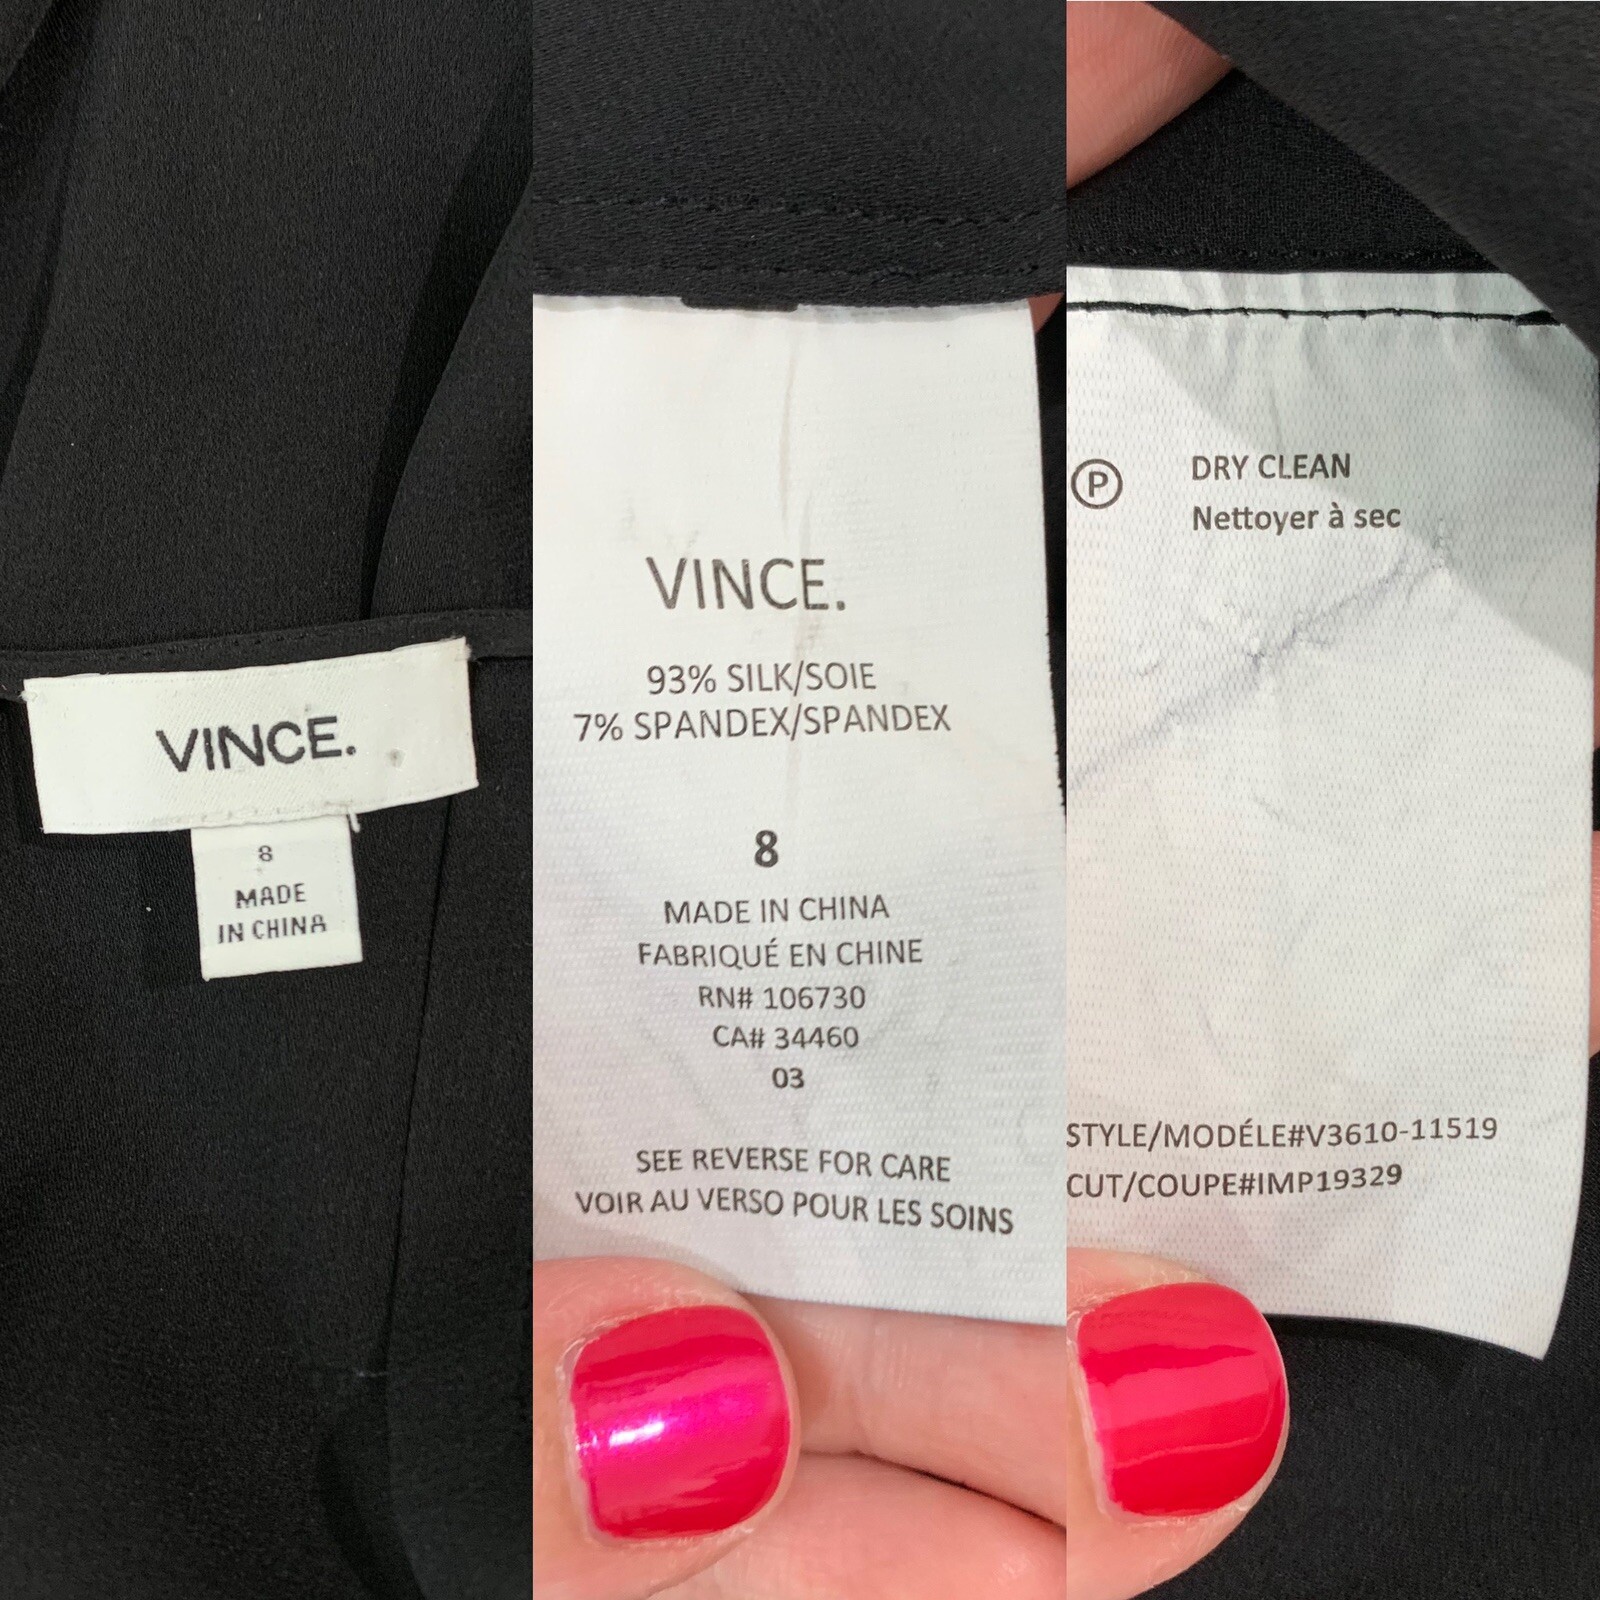 VINCE.
8
MADE
IN CHINA
VINCE.
93% SILK/SOIE
7% SPANDEX/SPANDEX
8
MADE IN CHINA
FABRIQUÉ EN CHINE
RN# 106730
CA# 34460
03
SEE REVERSE FOR CARE
VOIR AU VERSO POUR LES SOINS
P
DRY CLEAN
Nettoyer à sec
STYLE/MODÉLE#V3610-11519
CUT/COUPE#IMP19329